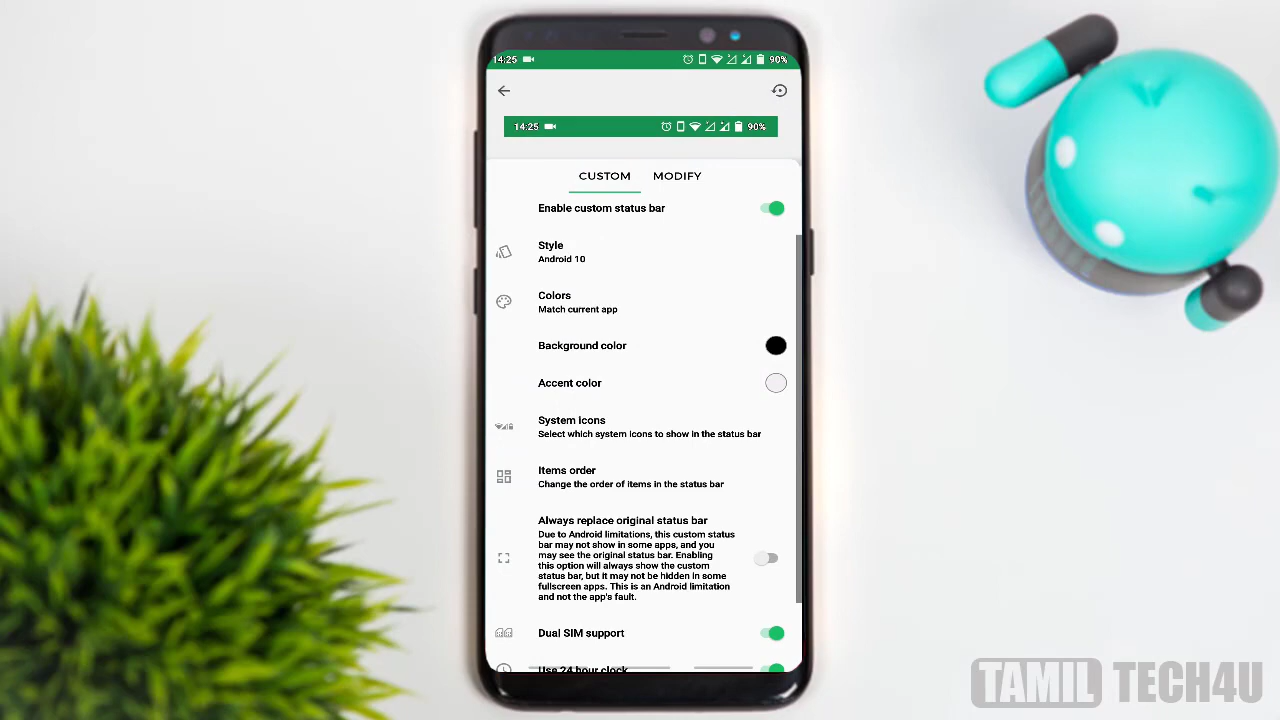 14:25 90%
14:25 90%
CUSTOM MODIFY
Enable custom status bar
Style
Android 10
Colors
Match current app
Background color
Accent color
System icons
Select which system icons to show in the status bar
Items order
Change the order of items in the status bar
Always replace original status bar
Due to Android limitations, this custom status
bar may not show in some apps, and you
may see the original status bar. Enabling
this option will always show the custom
status bar, but it may not be hidden in some
fullscreen apps. This is an Android limitation
and not the app's fault.
Dual SIM support
Use 24 hour clock
TAMIL TECH4U